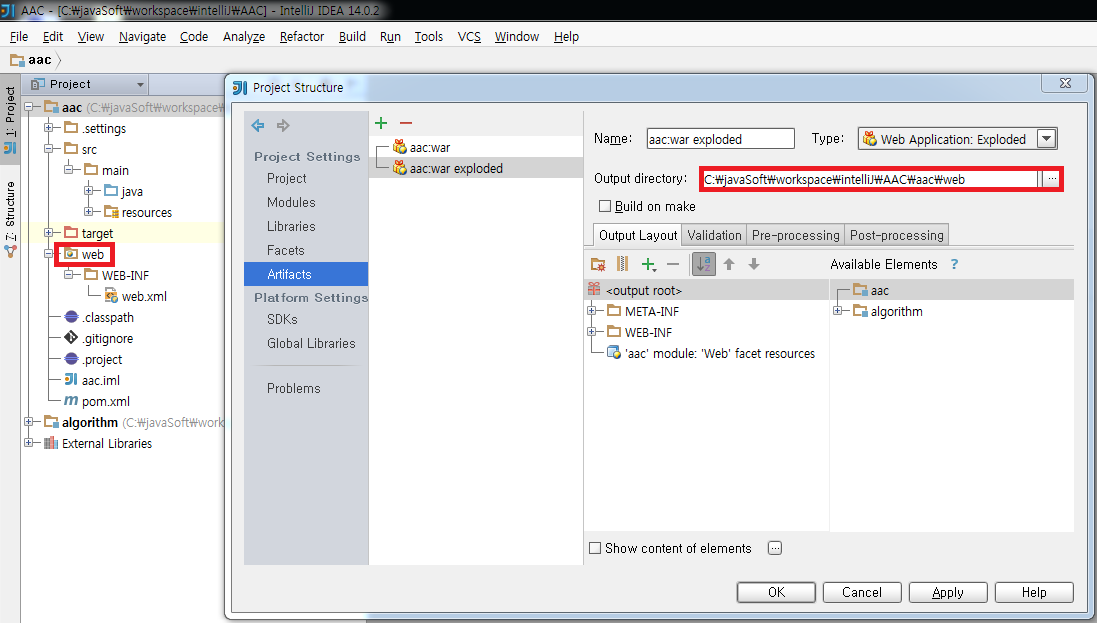 AAC - [C:₩javaSoft₩workspace₩intelliJ₩AAC] - IntelliJ IDEA 14.0.2
File Edit View Navigate Code Analyze Refactor Build Run Tools VCS Window Help
aac
1: Project
7: Structure
Project
aac (C:₩javaSoft₩workspace₩
.settings
src
main
java
resources
target
web
WEB-INF
web.xml
.classpath
.gitignore
.project
aac.iml
pom.xml
algorithm (C:₩javaSoft₩work
External Libraries
Project Structure
Project Settings
Project
Modules
Libraries
Facets
Artifacts
Platform Settings
SDKs
Global Libraries
Problems
aac:war
aac:war exploded
Name: aac:war exploded Type: Web Application: Exploded
Output directory: C:₩javaSoft₩workspace₩intelliJ₩AAC₩aac₩web ...
Build on make
Output Layout Validation Pre-processing Post-processing
Available Elements ?
<output root>
META-INF
WEB-INF
'aac' module: 'Web' facet resources
aac
algorithm
Show content of elements ...
OK Cancel Apply Help